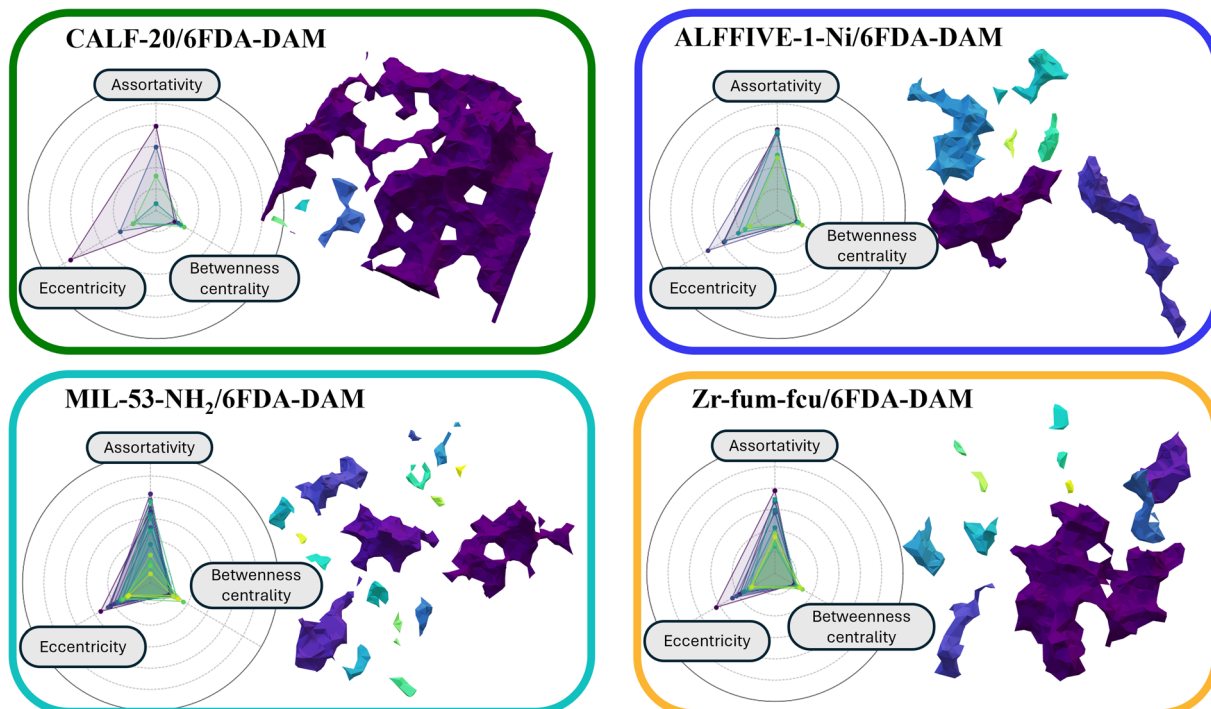 CALF-20/6FDA-DAM
Assortativity
Eccentricity
Betwenness
centrality
ALFFIVE-1-Ni/6FDA-DAM
Assortativity
Betwenness
centrality
Eccentricity
MIL-53-NH₂/6FDA-DAM
Assortativity
Betwenness
centrality
Eccentricity
Zr-fum-fcu/6FDA-DAM
Assortativity
Betweenness
centrality
Eccentricity